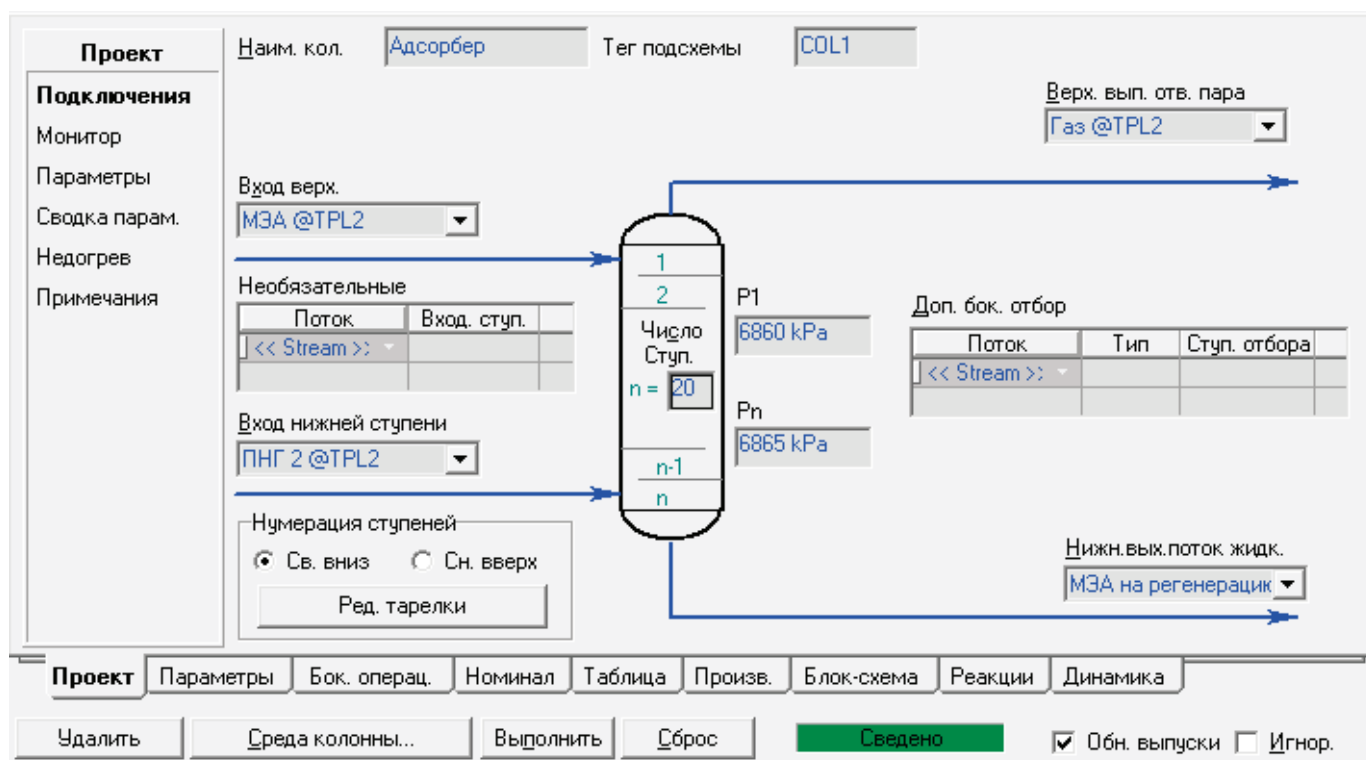 Проект
Подключения
Монитор
Параметры
Сводка парам.
Недогрев
Примечания
Наим. кол. Адсорбер Тег подсхемы COL1
Верх. вып. отв. пара
Газ @TPL2
Вход верх.
МЭА @TPL2
Необязательные
Поток Вход. ступ.
<< Stream >>
Вход нижней ступени
ПНГ 2 @TPL2
Нумерация ступеней
Св. вниз Сн. вверх
Ред. тарелки
1
2
Число
Ступ.
n = 20
n-1
n
P1
6860 kPa
Pn
6865 kPa
Доп. бок. отбор
Поток Тип Ступ. отбора
<< Stream >>
Нижн.вых.поток жидк.
МЭА на регенерацик
Проект Параметры Бок. операц. Номинал Таблица Произв. Блок-схема Реакции Динамика
Удалить Среда колонны... Выполнить Сброс Сведено Обн. выпуски Игнор.